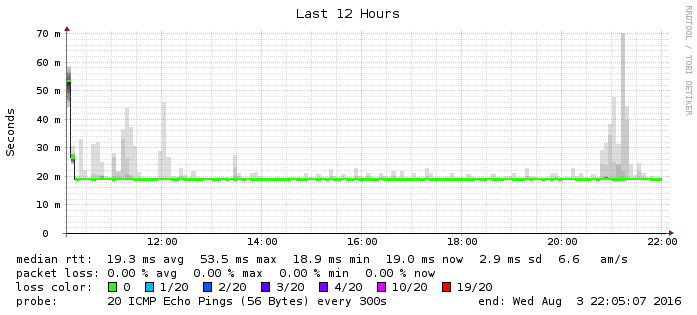 Last 12 Hours
RRDTOOL / TOBI OETIKER
Seconds
70 m
60 m
50 m
40 m
30 m
20 m
10 m
0
12:00 14:00 16:00 18:00 20:00 22:00
median rtt: 19.3 ms avg 53.5 ms max 18.9 ms min 19.0 ms now 2.9 ms sd 6.6 am/s
packet loss: 0.00 % avg 0.00 % max 0.00 % min 0.00 % now
loss color: 0 1/20 2/20 3/20 4/20 10/20 19/20
probe: 20 ICMP Echo Pings (56 Bytes) every 300s end: Wed Aug 3 22:05:07 2016